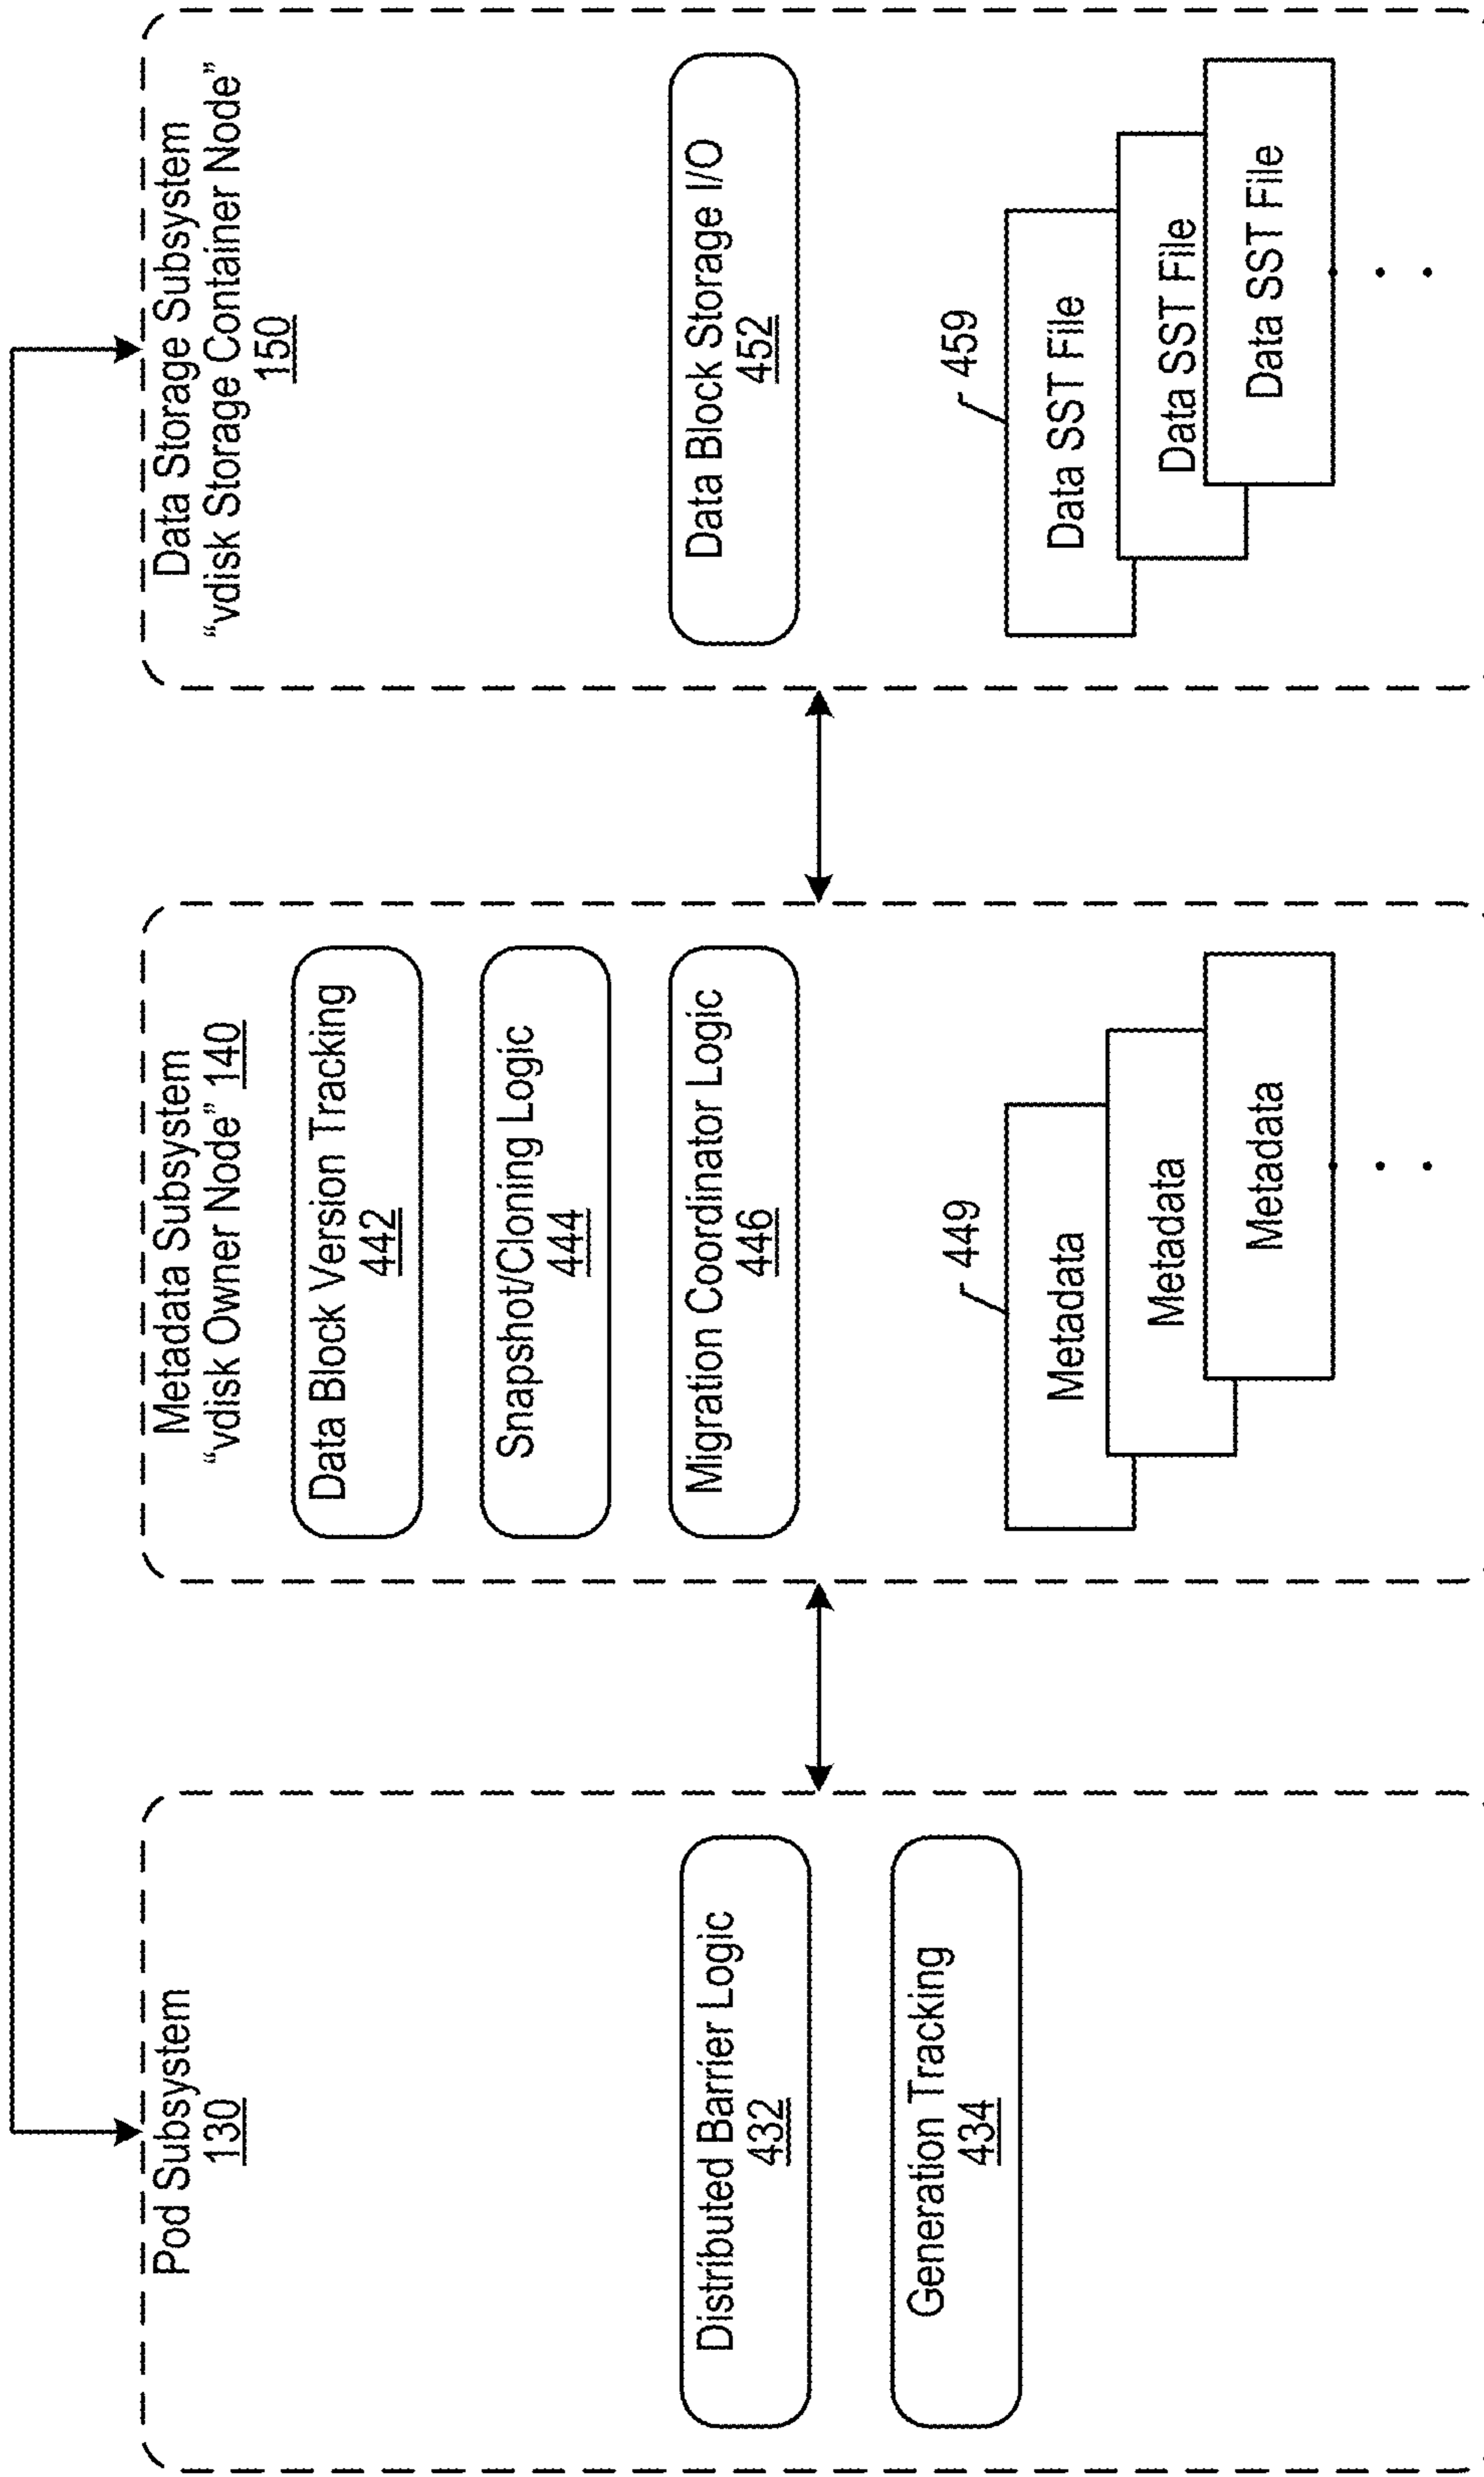 Pod Subsystem
130
Distributed Barrier Logic
432
Generation Tracking
434
Metadata Subsystem
“vdisk Owner Node” 140
Data Block Version Tracking
442
Snapshot/Cloning Logic
444
Migration Coordinator Logic
446
449
Metadata
Metadata
Metadata
Data Storage Subsystem
“vdisk Storage Container Node”
150
Data Block Storage I/O
452
459
Data SST File
Data SST File
Data SST File